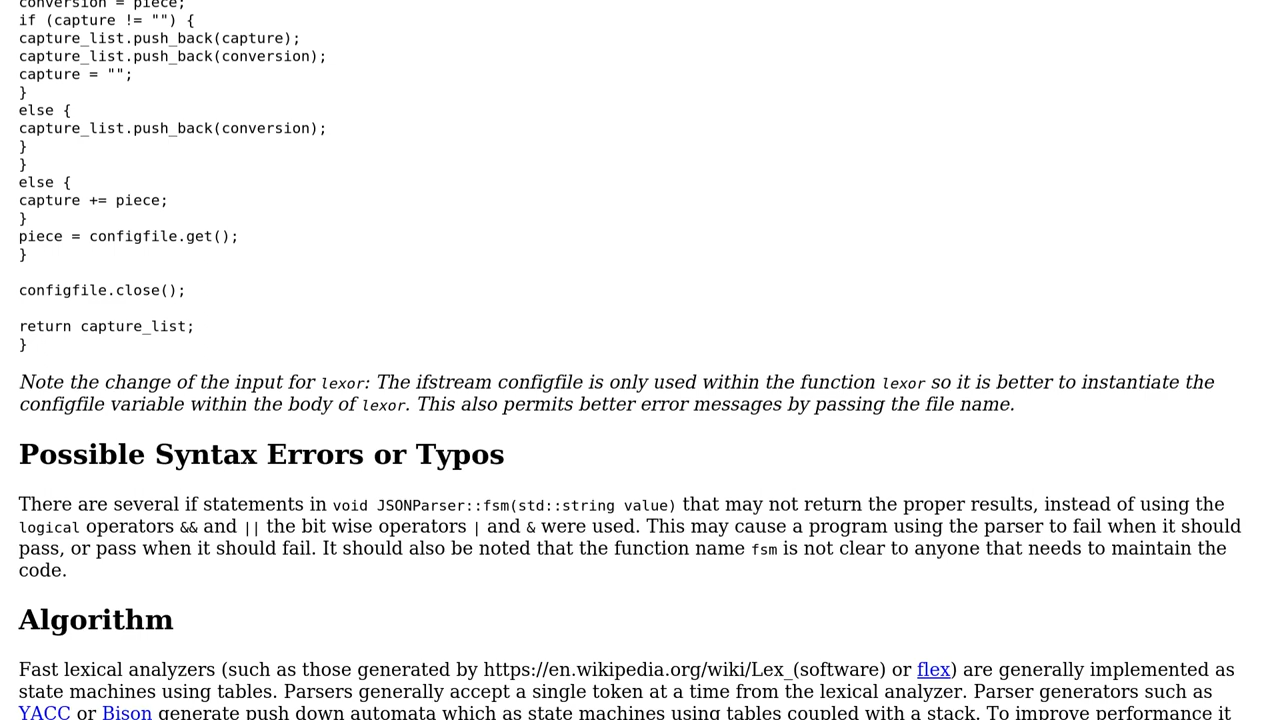 conversion = piece;
if (capture != "") {
capture_list.push_back(capture);
capture_list.push_back(conversion);
capture = "";
}
else {
capture_list.push_back(conversion);
}
}
else {
capture += piece;
}
piece = configfile.get();
}
configfile.close();
return capture_list;
}
Note the change of the input for lexor: The ifstream configfile is only used within the function lexor so it is better to instantiate the
configfile variable within the body of lexor. This also permits better error messages by passing the file name.
Possible Syntax Errors or Typos
There are several if statements in void JSONParser::fsm(std::string value) that may not return the proper results, instead of using the
logical operators && and || the bit wise operators | and & were used. This may cause a program using the parser to fail when it should
pass, or pass when it should fail. It should also be noted that the function name fsm is not clear to anyone that needs to maintain the
code.
Algorithm
Fast lexical analyzers (such as those generated by https://en.wikipedia.org/wiki/Lex_(software) or flex) are generally implemented as
state machines using tables. Parsers generally accept a single token at a time from the lexical analyzer. Parser generators such as
YACC or Bison generate push down automata which as state machines using tables coupled with a stack. To improve performance it